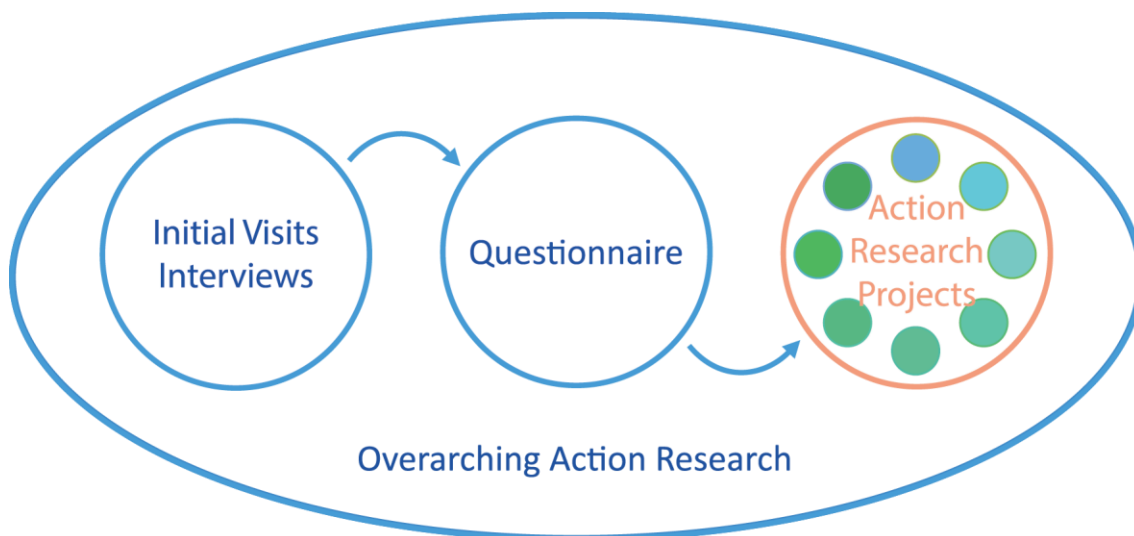 Initial Visits
Interviews
Questionnaire
Action
Research
Projects
Overarching Action Research